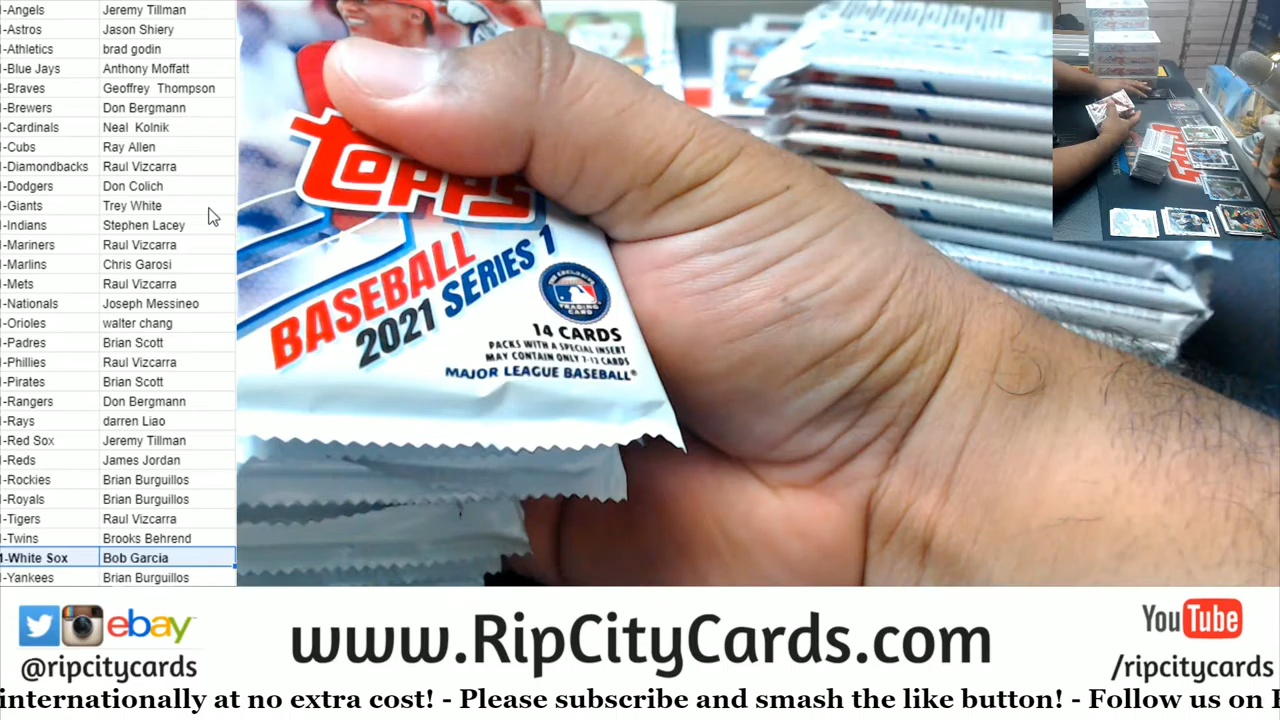 l-Angels Jeremy Tillman
l-Astros Jason Shiery
l-Athletics brad godin
l-Blue Jays Anthony Moffatt
l-Braves Geoffrey Thompson
l-Brewers Don Bergmann
l-Cardinals Neal Kolnik
l-Cubs Ray Allen
l-Diamondbacks Raul Vizcarra
l-Dodgers Don Colich
l-Giants Trey White
l-Indians Stephen Lacey
l-Mariners Raul Vizcarra
l-Marlins Chris Garosi
l-Mets Raul Vizcarra
l-Nationals Joseph Messineo
l-Orioles walter chang
l-Padres Brian Scott
l-Phillies Raul Vizcarra
l-Pirates Brian Scott
l-Rangers Don Bergmann
l-Rays darren Liao
l-Red Sox Jeremy Tillman
l-Reds James Jordan
l-Rockies Brian Burguillos
l-Royals Brian Burguillos
l-Tigers Raul Vizcarra
l-Twins Brooks Behrend
1-White Sox Bob Garcia
l-Yankees Brian Burguillos
TOPPS
BASEBALL
2021 SERIES 1
14 CARDS
PACKS WITH A SPECIAL INSERT
MAY CONTAIN ONLY 7-13 CARDS
MAJOR LEAGUE BASEBALL®
ebay
@ripcitycards
www.RipCityCards.com
YouTube
/ripcitycards
internationally at no extra cost! - Please subscribe and smash the like button! - Follow us on